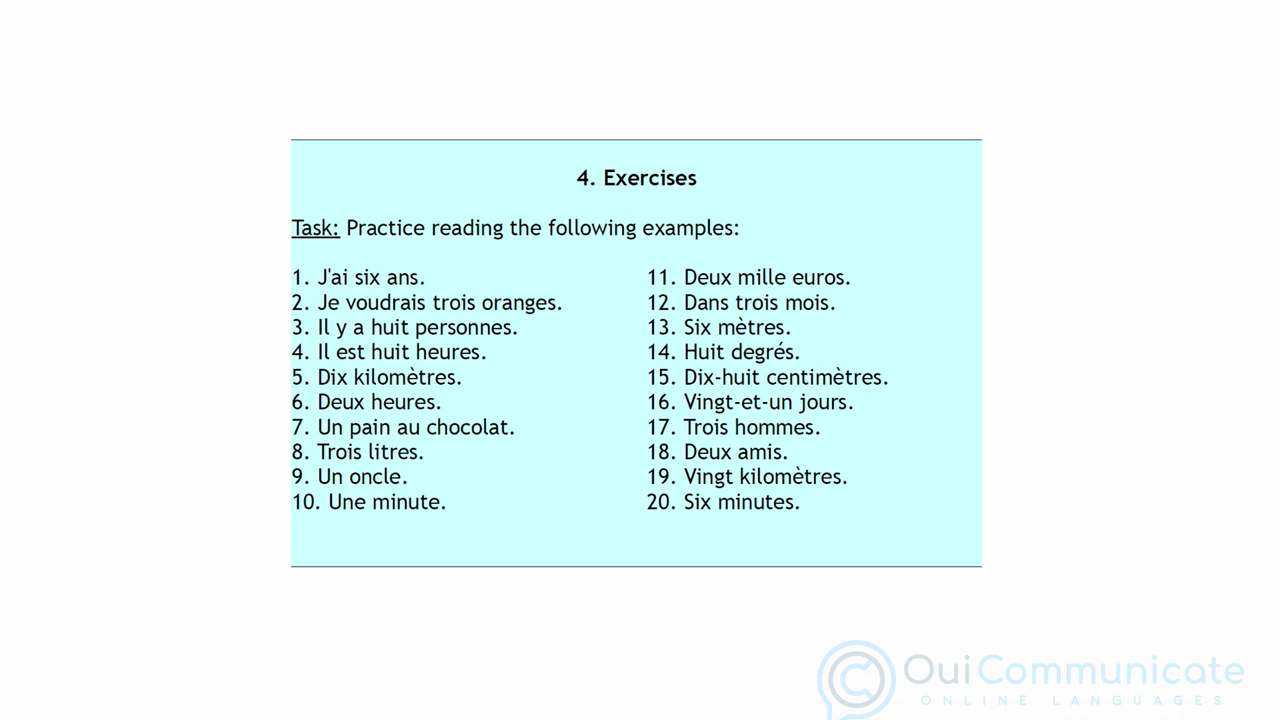 4. Exercises
Task: Practice reading the following examples:
1. J'ai six ans.
2. Je voudrais trois oranges.
3. Il y a huit personnes.
4. Il est huit heures.
5. Dix kilomètres.
6. Deux heures.
7. Un pain au chocolat.
8. Trois litres.
9. Un oncle.
10. Une minute.
11. Deux mille euros.
12. Dans trois mois.
13. Six mètres.
14. Huit degrés.
15. Dix-huit centimètres.
16. Vingt-et-un jours.
17. Trois hommes.
18. Deux amis.
19. Vingt kilomètres.
20. Six minutes.
OuiCommunicate
ONLINE LANGUAGES